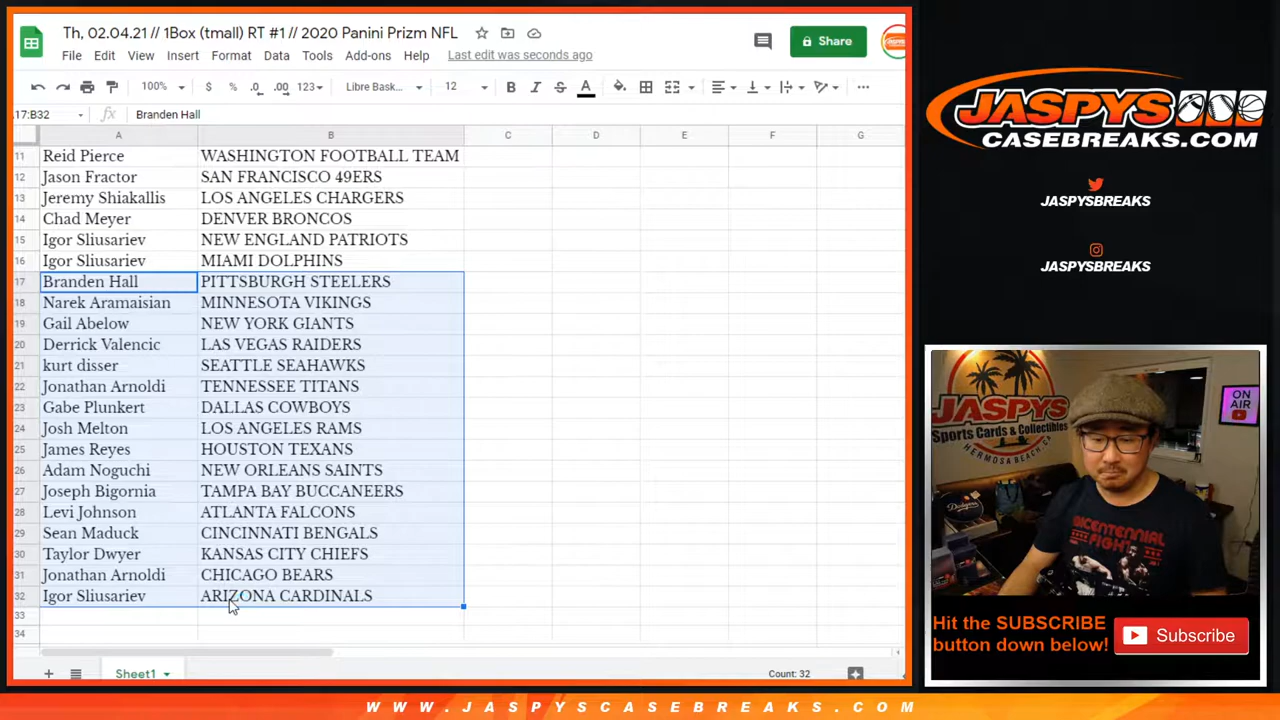 Th, 02.04.21 // 1Box (tmall) RT #1 // 2020 Panini Prizm NFL
File Edit View Insert Format Data Tools Add-ons Help Last edit was seconds ago
Share
100% $ % .0 .00 123 Libre Bask... 12 B I S A
17:B32 fx Branden Hall
A B C D E F G
11 Reid Pierce WASHINGTON FOOTBALL TEAM
12 Jason Fractor SAN FRANCISCO 49ERS
13 Jeremy Shiakallis LOS ANGELES CHARGERS
14 Chad Meyer DENVER BRONCOS
15 Igor Sliusariev NEW ENGLAND PATRIOTS
16 Igor Sliusariev MIAMI DOLPHINS
17 Branden Hall PITTSBURGH STEELERS
18 Narek Aramaisian MINNESOTA VIKINGS
19 Gail Abelow NEW YORK GIANTS
20 Derrick Valencic LAS VEGAS RAIDERS
21 kurt disser SEATTLE SEAHAWKS
22 Jonathan Arnoldi TENNESSEE TITANS
23 Gabe Plunkert DALLAS COWBOYS
24 Josh Melton LOS ANGELES RAMS
25 James Reyes HOUSTON TEXANS
26 Adam Noguchi NEW ORLEANS SAINTS
27 Joseph Bigornia TAMPA BAY BUCCANEERS
28 Levi Johnson ATLANTA FALCONS
29 Sean Maduck CINCINNATI BENGALS
30 Taylor Dwyer KANSAS CITY CHIEFS
31 Jonathan Arnoldi CHICAGO BEARS
32 Igor Sliusariev ARIZONA CARDINALS
33
34
Sheet1 Count: 32
JASPYS
CASEBREAKS.COM
JASPYSBREAKS
JASPYSBREAKS
JASPYS
Sports Cards & Collectibles
HERMOSA BEACH, CA
ON AIR
Dodgers
BICENTENNIAL
FIGHT
Hit the SUBSCRIBE
button down below!
Subscribe
WWW.JASPYSCASEBREAKS.COM